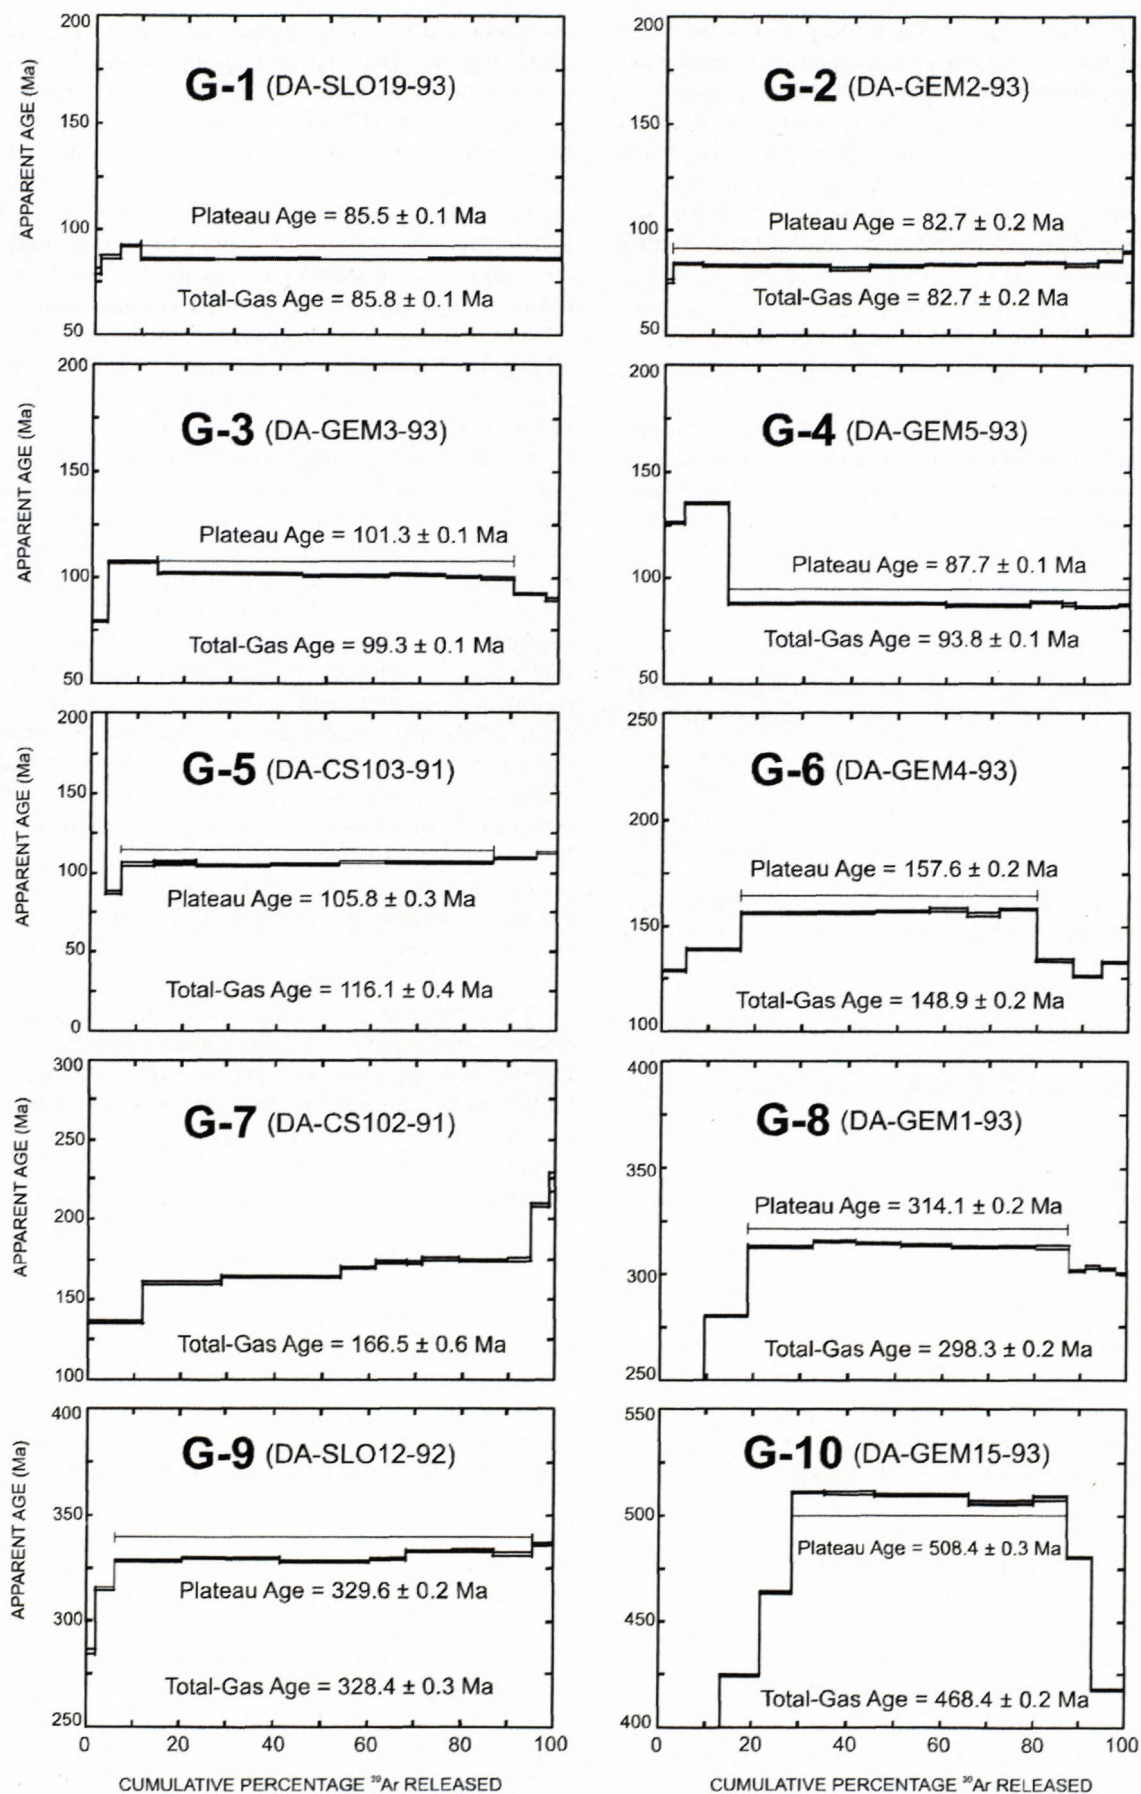 200
150
100
50
APPARENT AGE (Ma)
G-1 (DA-SLO19-93)
Plateau Age = 85.5 ± 0.1 Ma
Total-Gas Age = 85.8 ± 0.1 Ma
200
150
100
50
G-2 (DA-GEM2-93)
Plateau Age = 82.7 ± 0.2 Ma
Total-Gas Age = 82.7 ± 0.2 Ma
200
150
100
50
APPARENT AGE (Ma)
G-3 (DA-GEM3-93)
Plateau Age = 101.3 ± 0.1 Ma
Total-Gas Age = 99.3 ± 0.1 Ma
200
150
100
50
G-4 (DA-GEM5-93)
Plateau Age = 87.7 ± 0.1 Ma
Total-Gas Age = 93.8 ± 0.1 Ma
200
150
100
50
0
APPARENT AGE (Ma)
G-5 (DA-CS103-91)
Plateau Age = 105.8 ± 0.3 Ma
Total-Gas Age = 116.1 ± 0.4 Ma
250
200
150
100
G-6 (DA-GEM4-93)
Plateau Age = 157.6 ± 0.2 Ma
Total-Gas Age = 148.9 ± 0.2 Ma
300
250
200
150
100
APPARENT AGE (Ma)
G-7 (DA-CS102-91)
Total-Gas Age = 166.5 ± 0.6 Ma
400
350
300
250
G-8 (DA-GEM1-93)
Plateau Age = 314.1 ± 0.2 Ma
Total-Gas Age = 298.3 ± 0.2 Ma
400
350
300
250
APPARENT AGE (Ma)
G-9 (DA-SLO12-92)
Plateau Age = 329.6 ± 0.2 Ma
Total-Gas Age = 328.4 ± 0.3 Ma
0 20 40 60 80 100
CUMULATIVE PERCENTAGE ³⁹Ar RELEASED
550
500
450
400
G-10 (DA-GEM15-93)
Plateau Age = 508.4 ± 0.3 Ma
Total-Gas Age = 468.4 ± 0.2 Ma
0 20 40 60 80 100
CUMULATIVE PERCENTAGE ³⁹Ar RELEASED